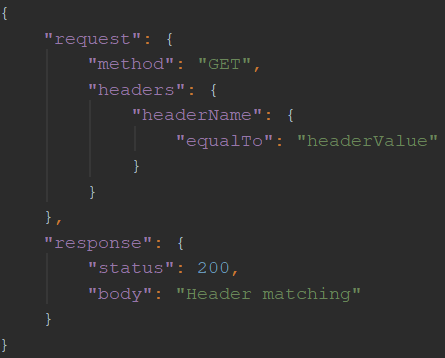 {
    "request": {
        "method": "GET",
        "headers": {
            "headerName": {
                "equalTo": "headerValue"
            }
        }
    },
    "response": {
        "status": 200,
        "body": "Header matching"
    }
}